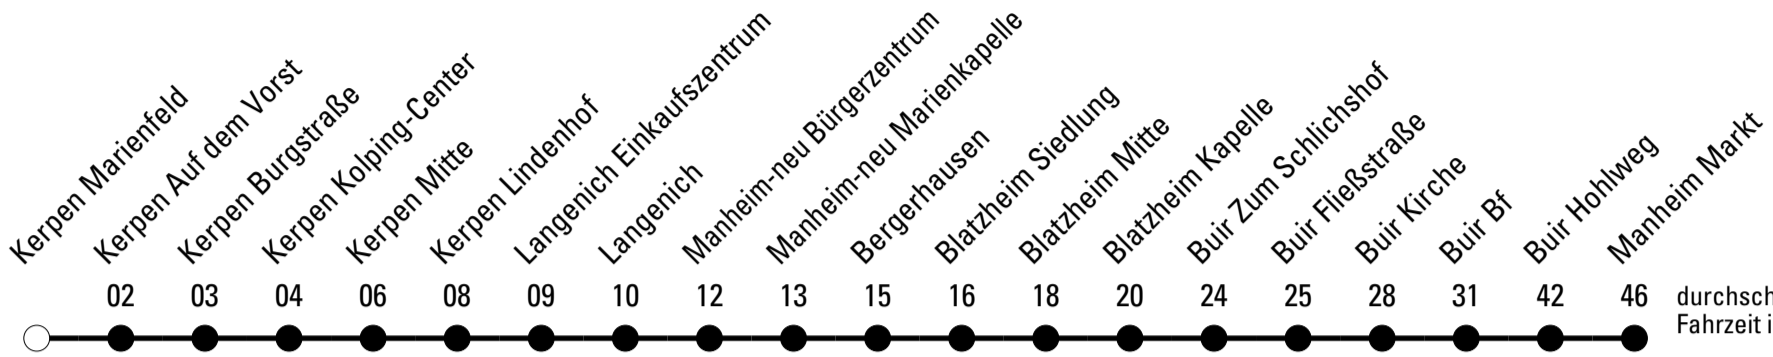 Kerpen Marienfeld
Kerpen Auf dem Vorst
Kerpen Burgstraße
Kerpen Kolping-Center
Kerpen Mitte
Kerpen Lindenhof
Langenich Einkaufszentrum
Langenich
Manheim-neu Bürgerzentrum
Manheim-neu Marienkapelle
Bergerhausen
Blatzheim Siedlung
Blatzheim Mitte
Blatzheim Kapelle
Buir Zum Schlichshof
Buir Fließstraße
Buir Kirche
Buir Bf
Buir Hohlweg
Manheim Markt
02 03 04 06 08 09 10 12 13 15 16 18 20 24 25 28 31 42 46 durchsch
Fahrzeit i